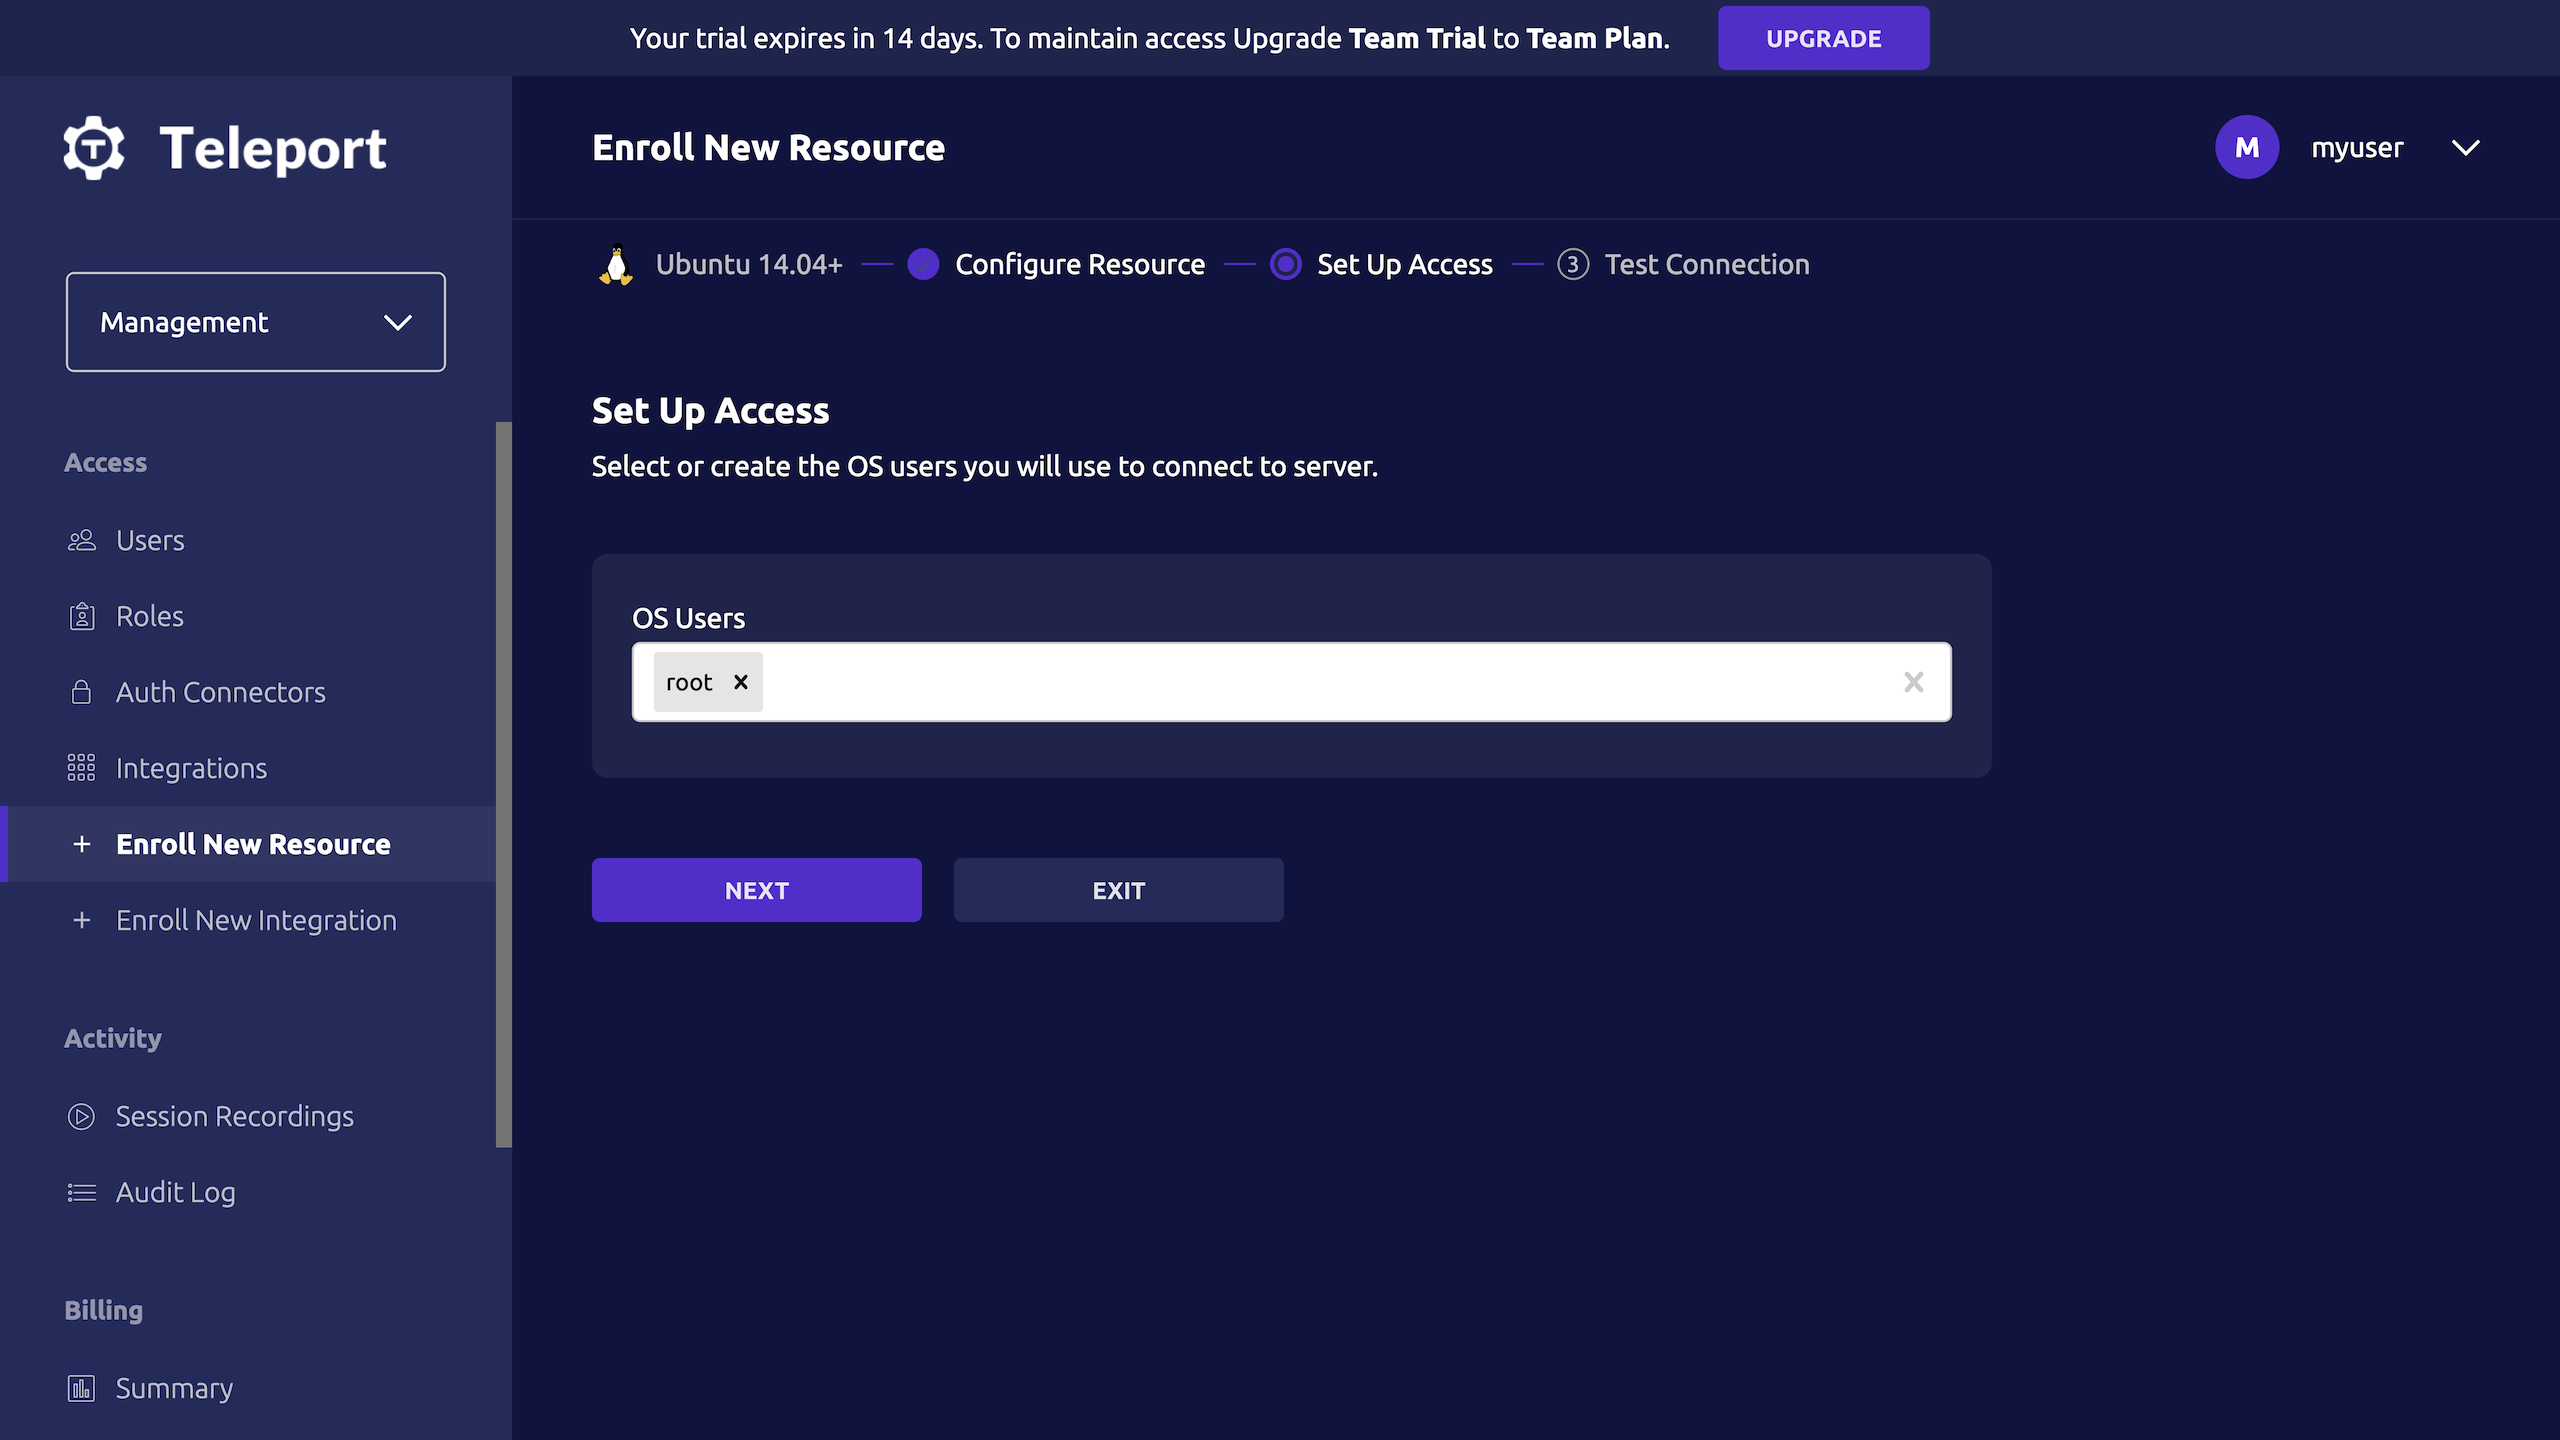 Your trial expires in 14 days. To maintain access Upgrade Team Trial to Team Plan.
UPGRADE
T Teleport
Enroll New Resource
M myuser
Management
Ubuntu 14.04+ Configure Resource Set Up Access 3 Test Connection
Set Up Access
Select or create the OS users you will use to connect to server.
OS Users
root
NEXT
EXIT
Access
Users
Roles
Auth Connectors
Integrations
Enroll New Resource
Enroll New Integration
Activity
Session Recordings
Audit Log
Billing
Summary